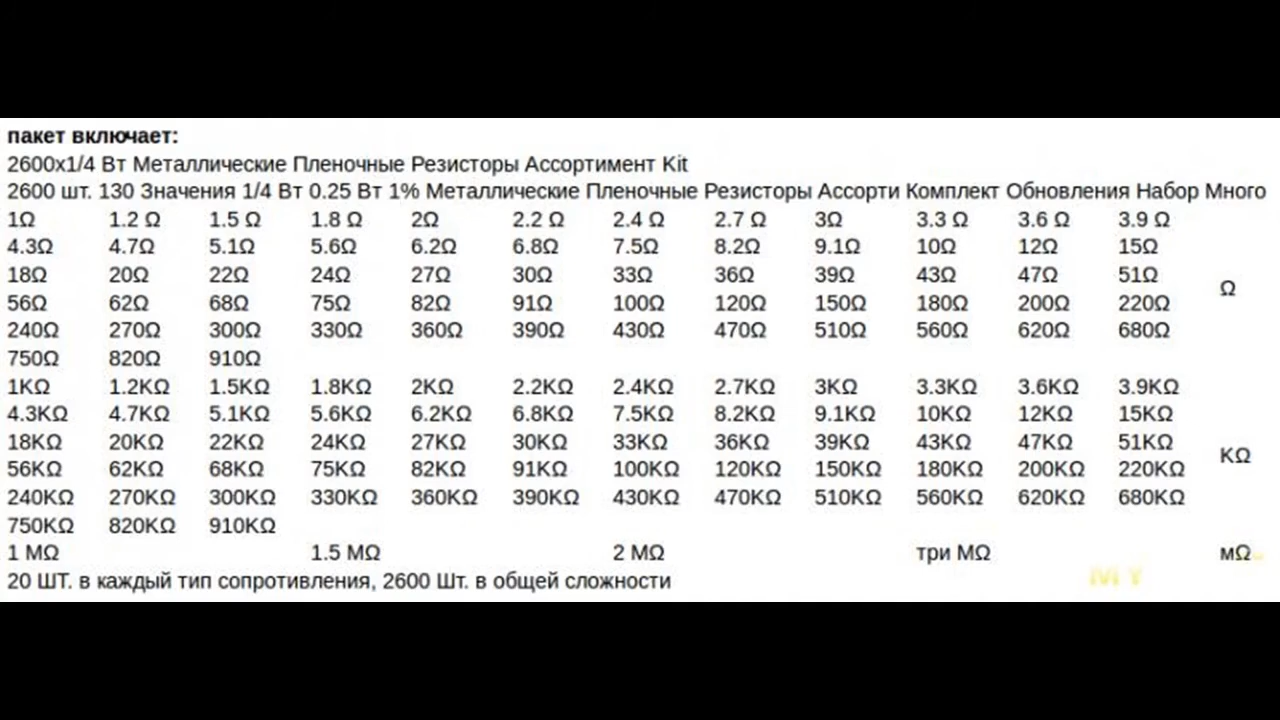 пакет включает:
2600x1/4 Вт Металлические Пленочные Резисторы Ассортимент Kit
2600 шт. 130 Значения 1/4 Вт 0.25 Вт 1% Металлические Пленочные Резисторы Ассорти Комплект Обновления Набор Много
1Ω 1.2 Ω 1.5 Ω 1.8 Ω 2Ω 2.2 Ω 2.4 Ω 2.7 Ω 3Ω 3.3 Ω 3.6 Ω 3.9 Ω
4.3Ω 4.7Ω 5.1Ω 5.6Ω 6.2Ω 6.8Ω 7.5Ω 8.2Ω 9.1Ω 10Ω 12Ω 15Ω
18Ω 20Ω 22Ω 24Ω 27Ω 30Ω 33Ω 36Ω 39Ω 43Ω 47Ω 51Ω
Ω
56Ω 62Ω 68Ω 75Ω 82Ω 91Ω 100Ω 120Ω 150Ω 180Ω 200Ω 220Ω
240Ω 270Ω 300Ω 330Ω 360Ω 390Ω 430Ω 470Ω 510Ω 560Ω 620Ω 680Ω
750Ω 820Ω 910Ω
1KΩ 1.2KΩ 1.5KΩ 1.8KΩ 2KΩ 2.2KΩ 2.4KΩ 2.7KΩ 3KΩ 3.3KΩ 3.6KΩ 3.9KΩ
4.3KΩ 4.7KΩ 5.1KΩ 5.6KΩ 6.2KΩ 6.8KΩ 7.5KΩ 8.2KΩ 9.1KΩ 10KΩ 12KΩ 15KΩ
18KΩ 20KΩ 22KΩ 24KΩ 27KΩ 30KΩ 33KΩ 36KΩ 39KΩ 43KΩ 47KΩ 51KΩ
KΩ
56KΩ 62KΩ 68KΩ 75KΩ 82KΩ 91KΩ 100KΩ 120KΩ 150KΩ 180KΩ 200KΩ 220KΩ
240KΩ 270KΩ 300KΩ 330KΩ 360KΩ 390KΩ 430KΩ 470KΩ 510KΩ 560KΩ 620KΩ 680KΩ
750KΩ 820KΩ 910KΩ
1 MΩ 1.5 MΩ 2 MΩ три MΩ мΩ
20 ШТ. в каждый тип сопротивления, 2600 Шт. в общей сложности
MY